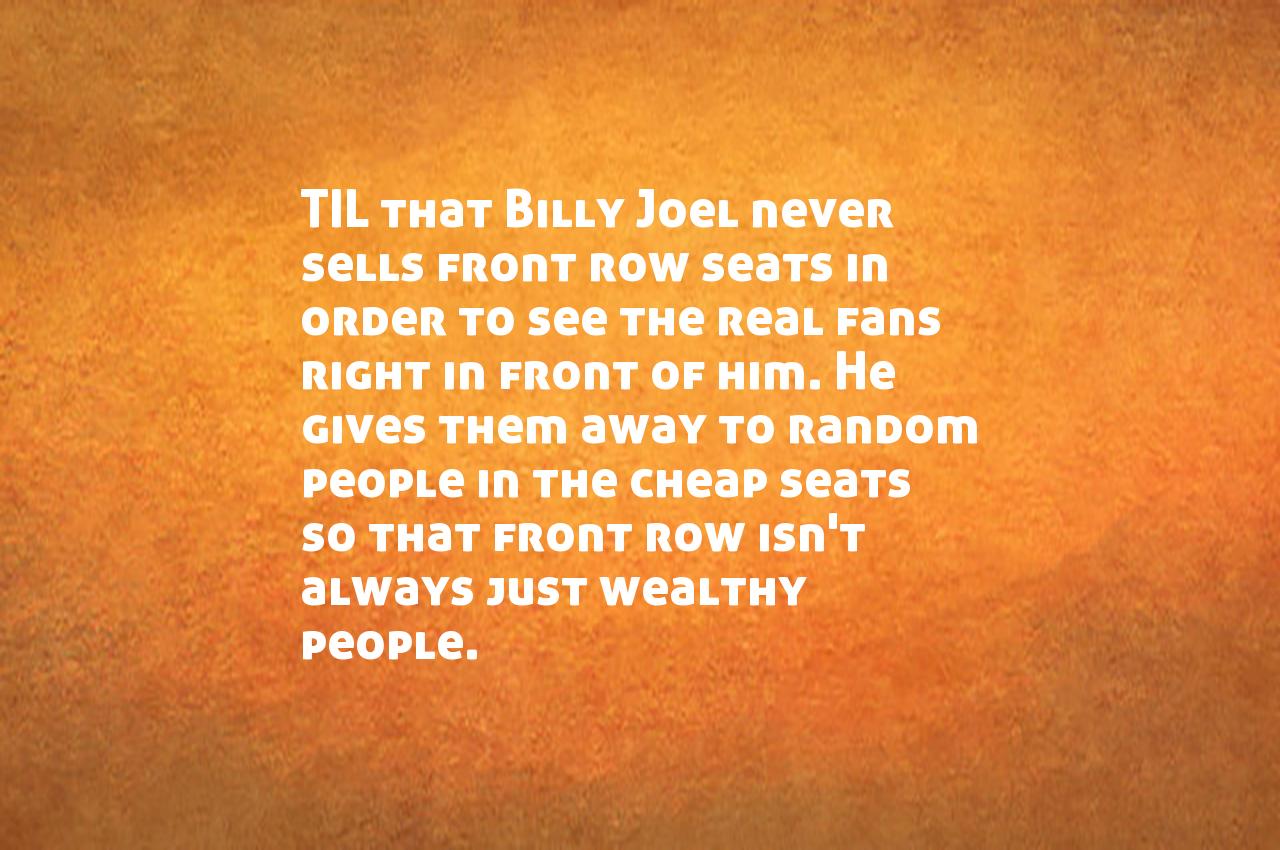 TIL that Billy Joel never
sells front row seats in
order to see the real fans
right in front of him. He
gives them away to random
people in the cheap seats
so that front row isn't
always just wealthy
people.